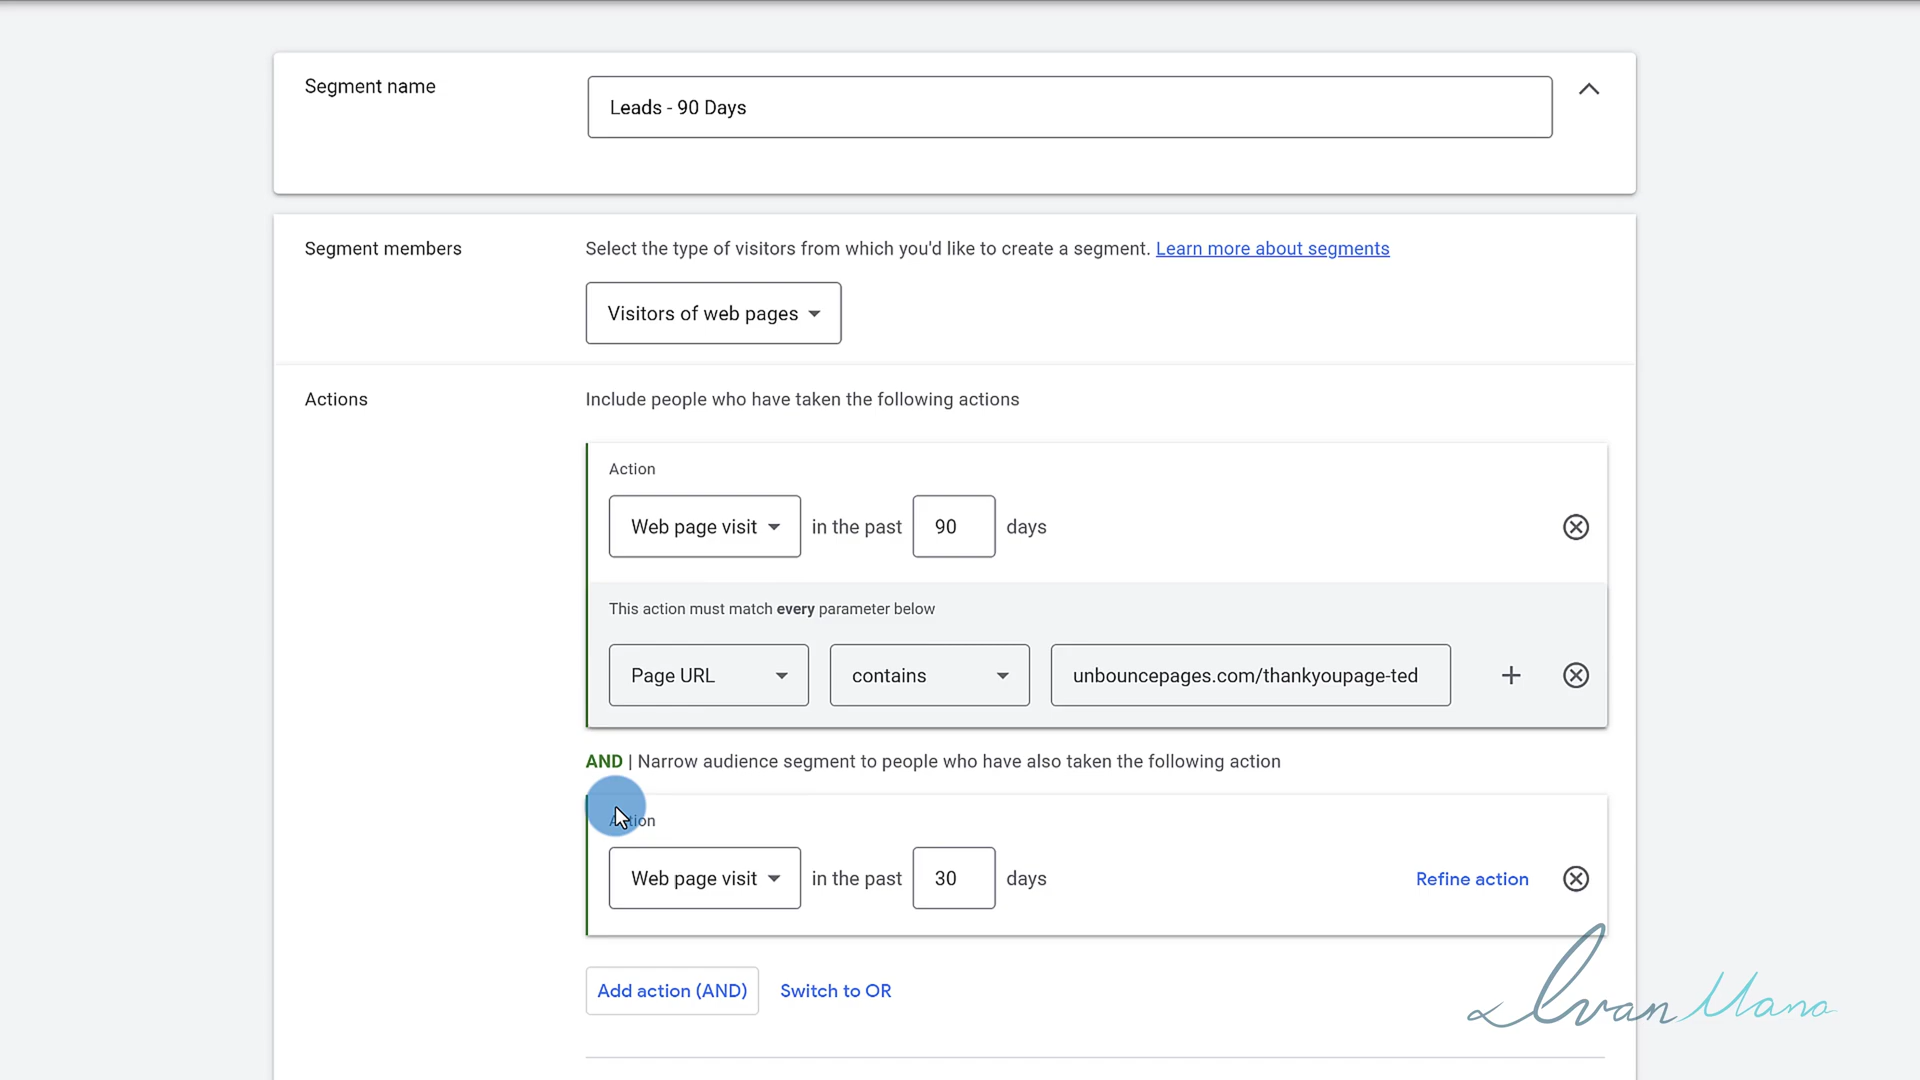 Segment name
Leads - 90 Days
Segment members
Select the type of visitors from which you'd like to create a segment. Learn more about segments
Visitors of web pages
Actions
Include people who have taken the following actions
Action
Web page visit in the past 90 days
This action must match every parameter below
Page URL contains unbouncepages.com/thankyoupage-ted
AND | Narrow audience segment to people who have also taken the following action
Action
Web page visit in the past 30 days Refine action
Add action (AND) Switch to OR
Ivan Mana